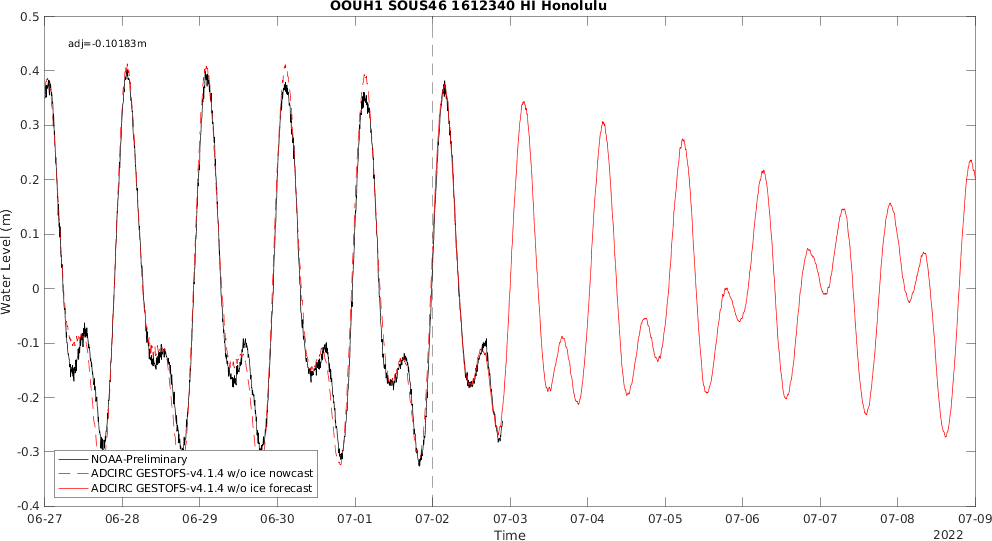 OOUH1 SOUS46 1612340 HI Honolulu
adj=-0.10183m
0.5
0.4
0.3
0.2
0.1
0
-0.1
-0.2
-0.3
-0.4
Water Level (m)
NOAA-Preliminary
ADCIRC GESTOFS-v4.1.4 w/o ice nowcast
ADCIRC GESTOFS-v4.1.4 w/o ice forecast
06-27 06-28 06-29 06-30 07-01 07-02 07-03 07-04 07-05 07-06 07-07 07-08 07-09
Time
2022